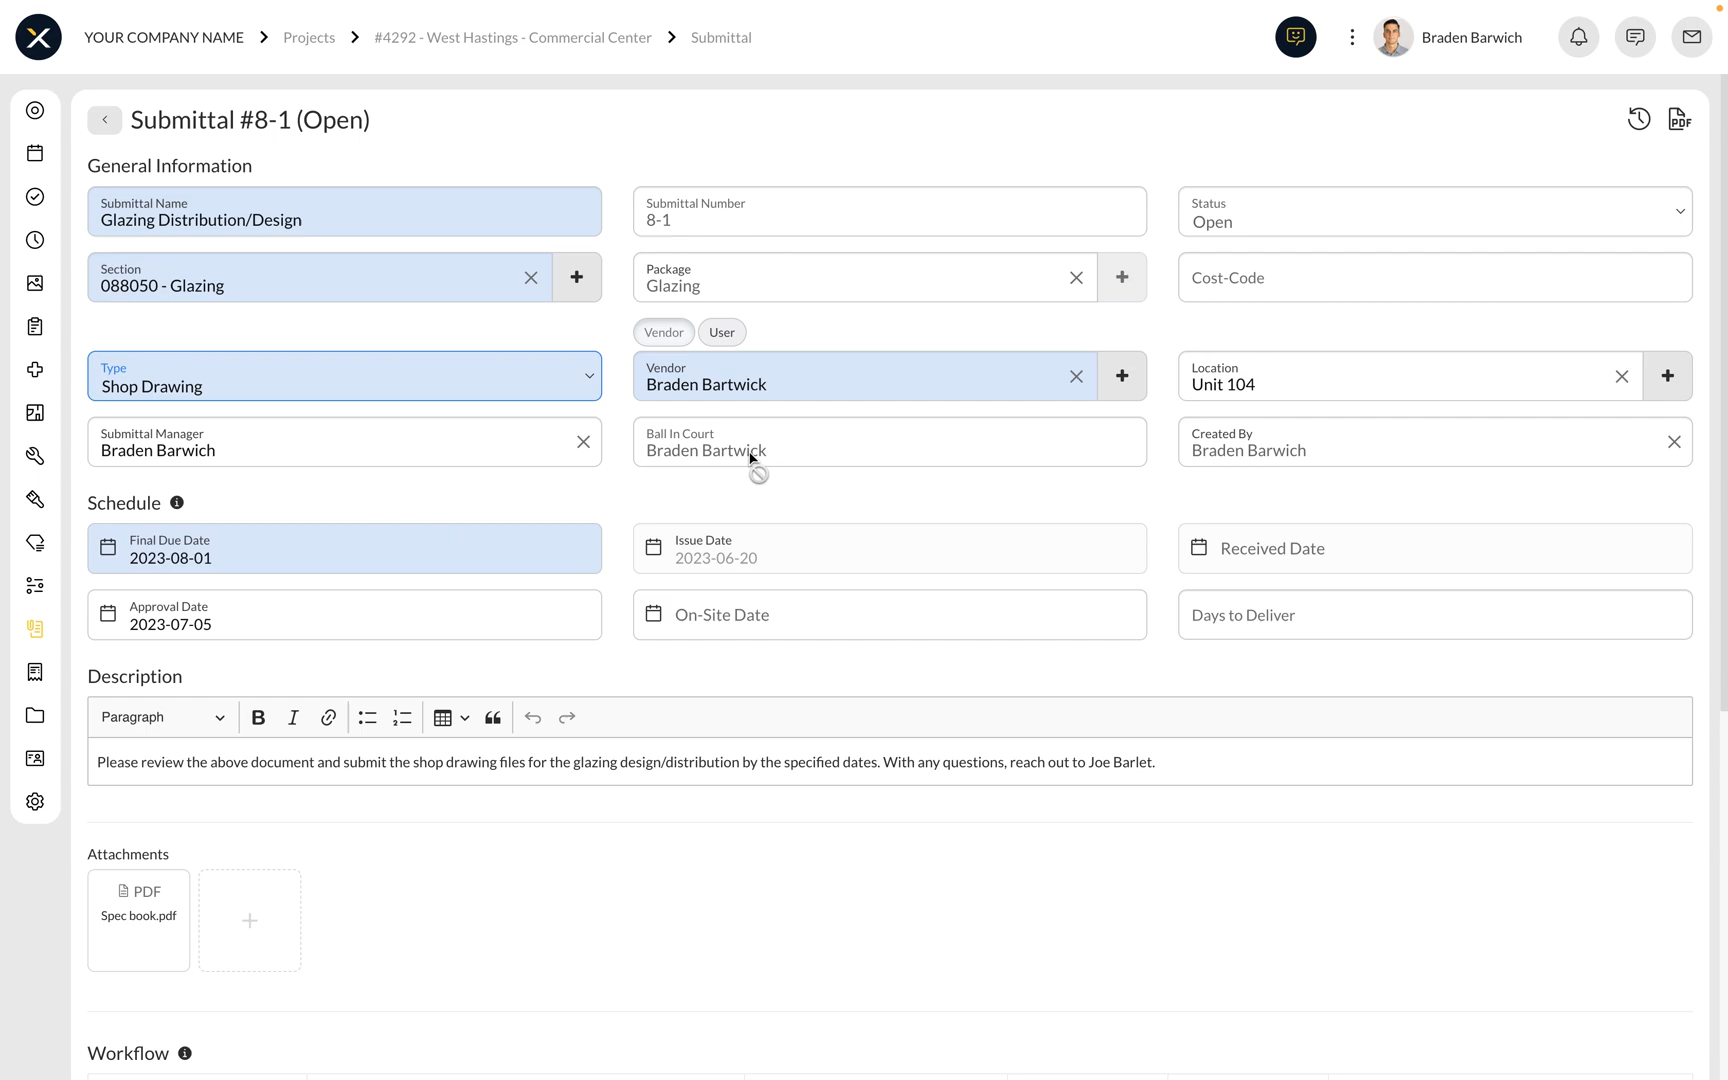 YOUR COMPANY NAME > Projects > #4292 - West Hastings - Commercial Center > Submittal
Braden Barwich
Submittal #8-1 (Open)
PDF
General Information
Submittal Name
Glazing Distribution/Design
Submittal Number
8-1
Status
Open
Section
088050 - Glazing
Package
Glazing
Cost-Code
Vendor User
Type
Shop Drawing
Vendor
Braden Bartwick
Location
Unit 104
Submittal Manager
Braden Barwich
Ball In Court
Braden Bartwick
Created By
Braden Barwich
Schedule
Final Due Date
2023-08-01
Issue Date
2023-06-20
Received Date
Approval Date
2023-07-05
On-Site Date
Days to Deliver
Description
Paragraph
Please review the above document and submit the shop drawing files for the glazing design/distribution by the specified dates. With any questions, reach out to Joe Barlet.
Attachments
PDF
Spec book.pdf
Workflow